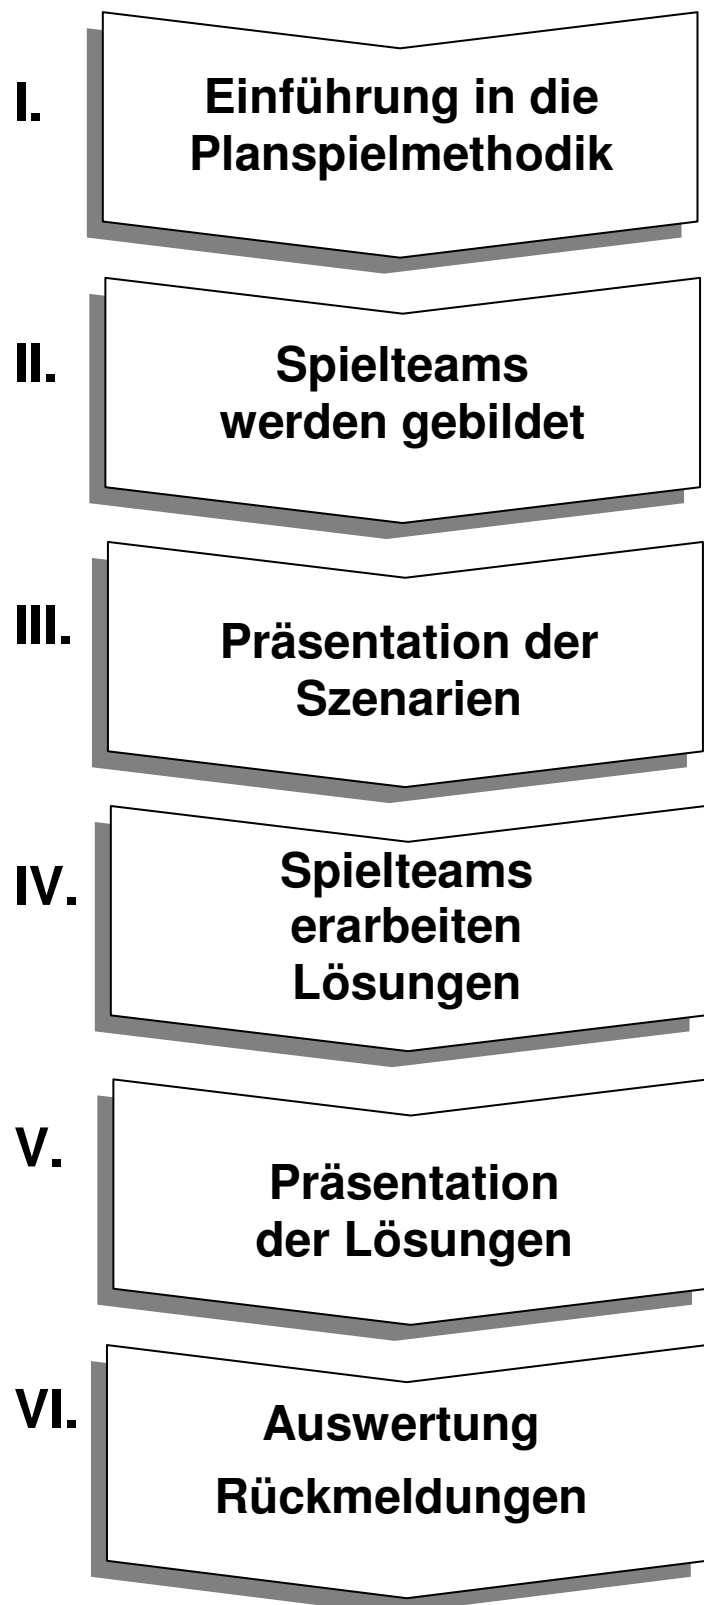 I.
Einführung in die
Planspielmethodik
II.
Spielteams
werden gebildet
III.
Präsentation der
Szenarien
IV.
Spielteams
erarbeiten
Lösungen
V.
Präsentation
der Lösungen
VI.
Auswertung
Rückmeldungen